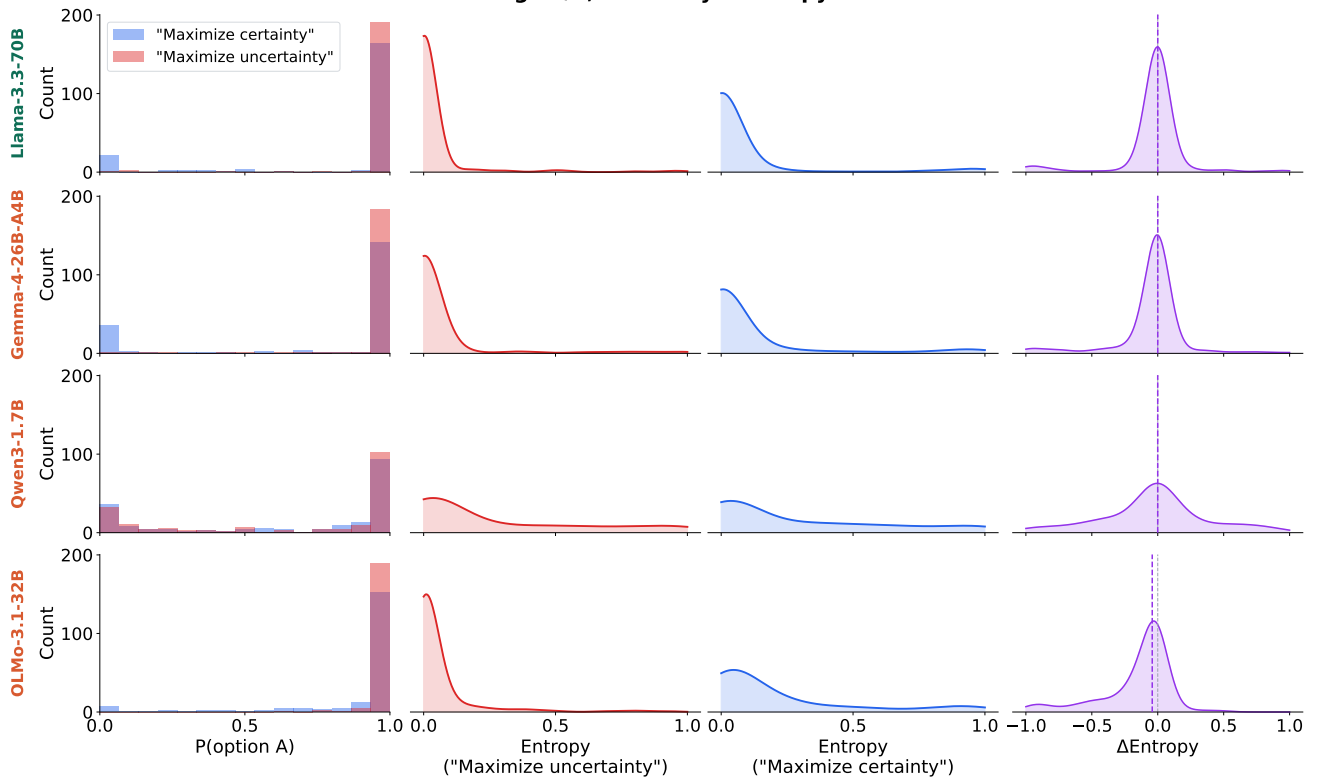 200
100
0
Count
Llama-3.3-70B
"Maximize certainty"
"Maximize uncertainty"
200
100
0
Count
Gemma-4-26B-A4B
200
100
0
Count
Qwen3-1.7B
200
100
0
Count
OLMo-3.1-32B
0.0 0.5 1.0
P(option A)
0.0 0.5 1.0
Entropy
("Maximize uncertainty")
0.0 0.5 1.0
Entropy
("Maximize certainty")
−1.0 −0.5 0.0 0.5 1.0
ΔEntropy